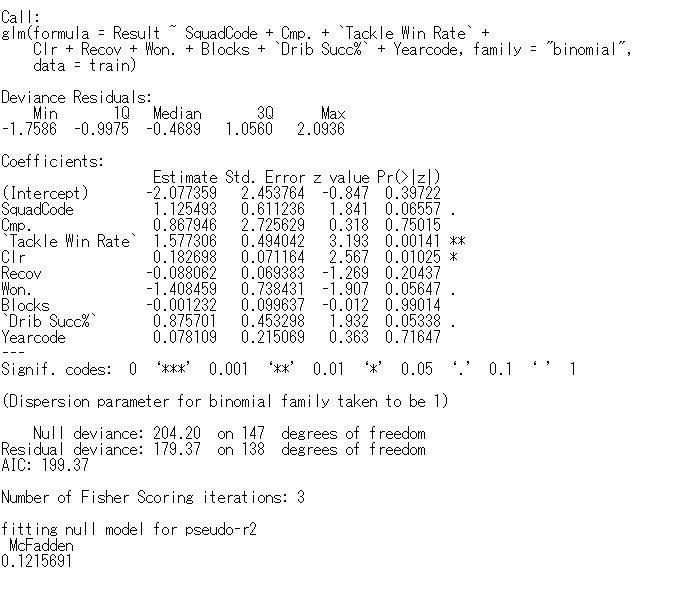 Call:
glm(formula = Result ~ SquadCode + Cmp. + `Tackle Win Rate` +
    Clr + Recov + Won. + Blocks + `Drib Succ%` + Yearcode, family = "binomial",
    data = train)

Deviance Residuals:
    Min       1Q   Median       3Q      Max
-1.7586  -0.9975  -0.4689   1.0560   2.0936

Coefficients:
                   Estimate Std. Error z value Pr(>|z|)
(Intercept)       -2.077359   2.453764  -0.847  0.39722
SquadCode          1.125493   0.611236   1.841  0.06557 .
Cmp.               0.867946   2.725629   0.318  0.75015
`Tackle Win Rate`  1.577306   0.494042   3.193  0.00141 **
Clr                0.182698   0.071164   2.567  0.01025 *
Recov             -0.088062   0.069383  -1.269  0.20437
Won.              -1.408459   0.738431  -1.907  0.05647 .
Blocks            -0.001232   0.099637  -0.012  0.99014
`Drib Succ%`       0.875701   0.453298   1.932  0.05338 .
Yearcode           0.078109   0.215069   0.363  0.71647
---
Signif. codes:  0 ‘***’ 0.001 ‘**’ 0.01 ‘*’ 0.05 ‘.’ 0.1 ‘ ’ 1

(Dispersion parameter for binomial family taken to be 1)

    Null deviance: 204.20  on 147  degrees of freedom
Residual deviance: 179.37  on 138  degrees of freedom
AIC: 199.37

Number of Fisher Scoring iterations: 3

fitting null model for pseudo-r2
 McFadden
0.1215691